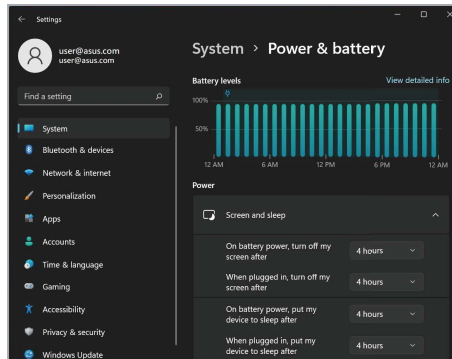 Settings
user@asus.com
user@asus.com
Find a setting
System
Bluetooth & devices
Network & internet
Personalization
Apps
Accounts
Time & language
Gaming
Accessibility
Privacy & security
Windows Update
System > Power & battery
Battery levels View detailed info
100%
50%
12 AM 6 AM 12 PM 6 PM 12 AM
Power
Screen and sleep
On battery power, turn off my
screen after
4 hours
When plugged in, turn off my
screen after
4 hours
On battery power, put my
device to sleep after
4 hours
When plugged in, put my
device to sleep after
4 hours